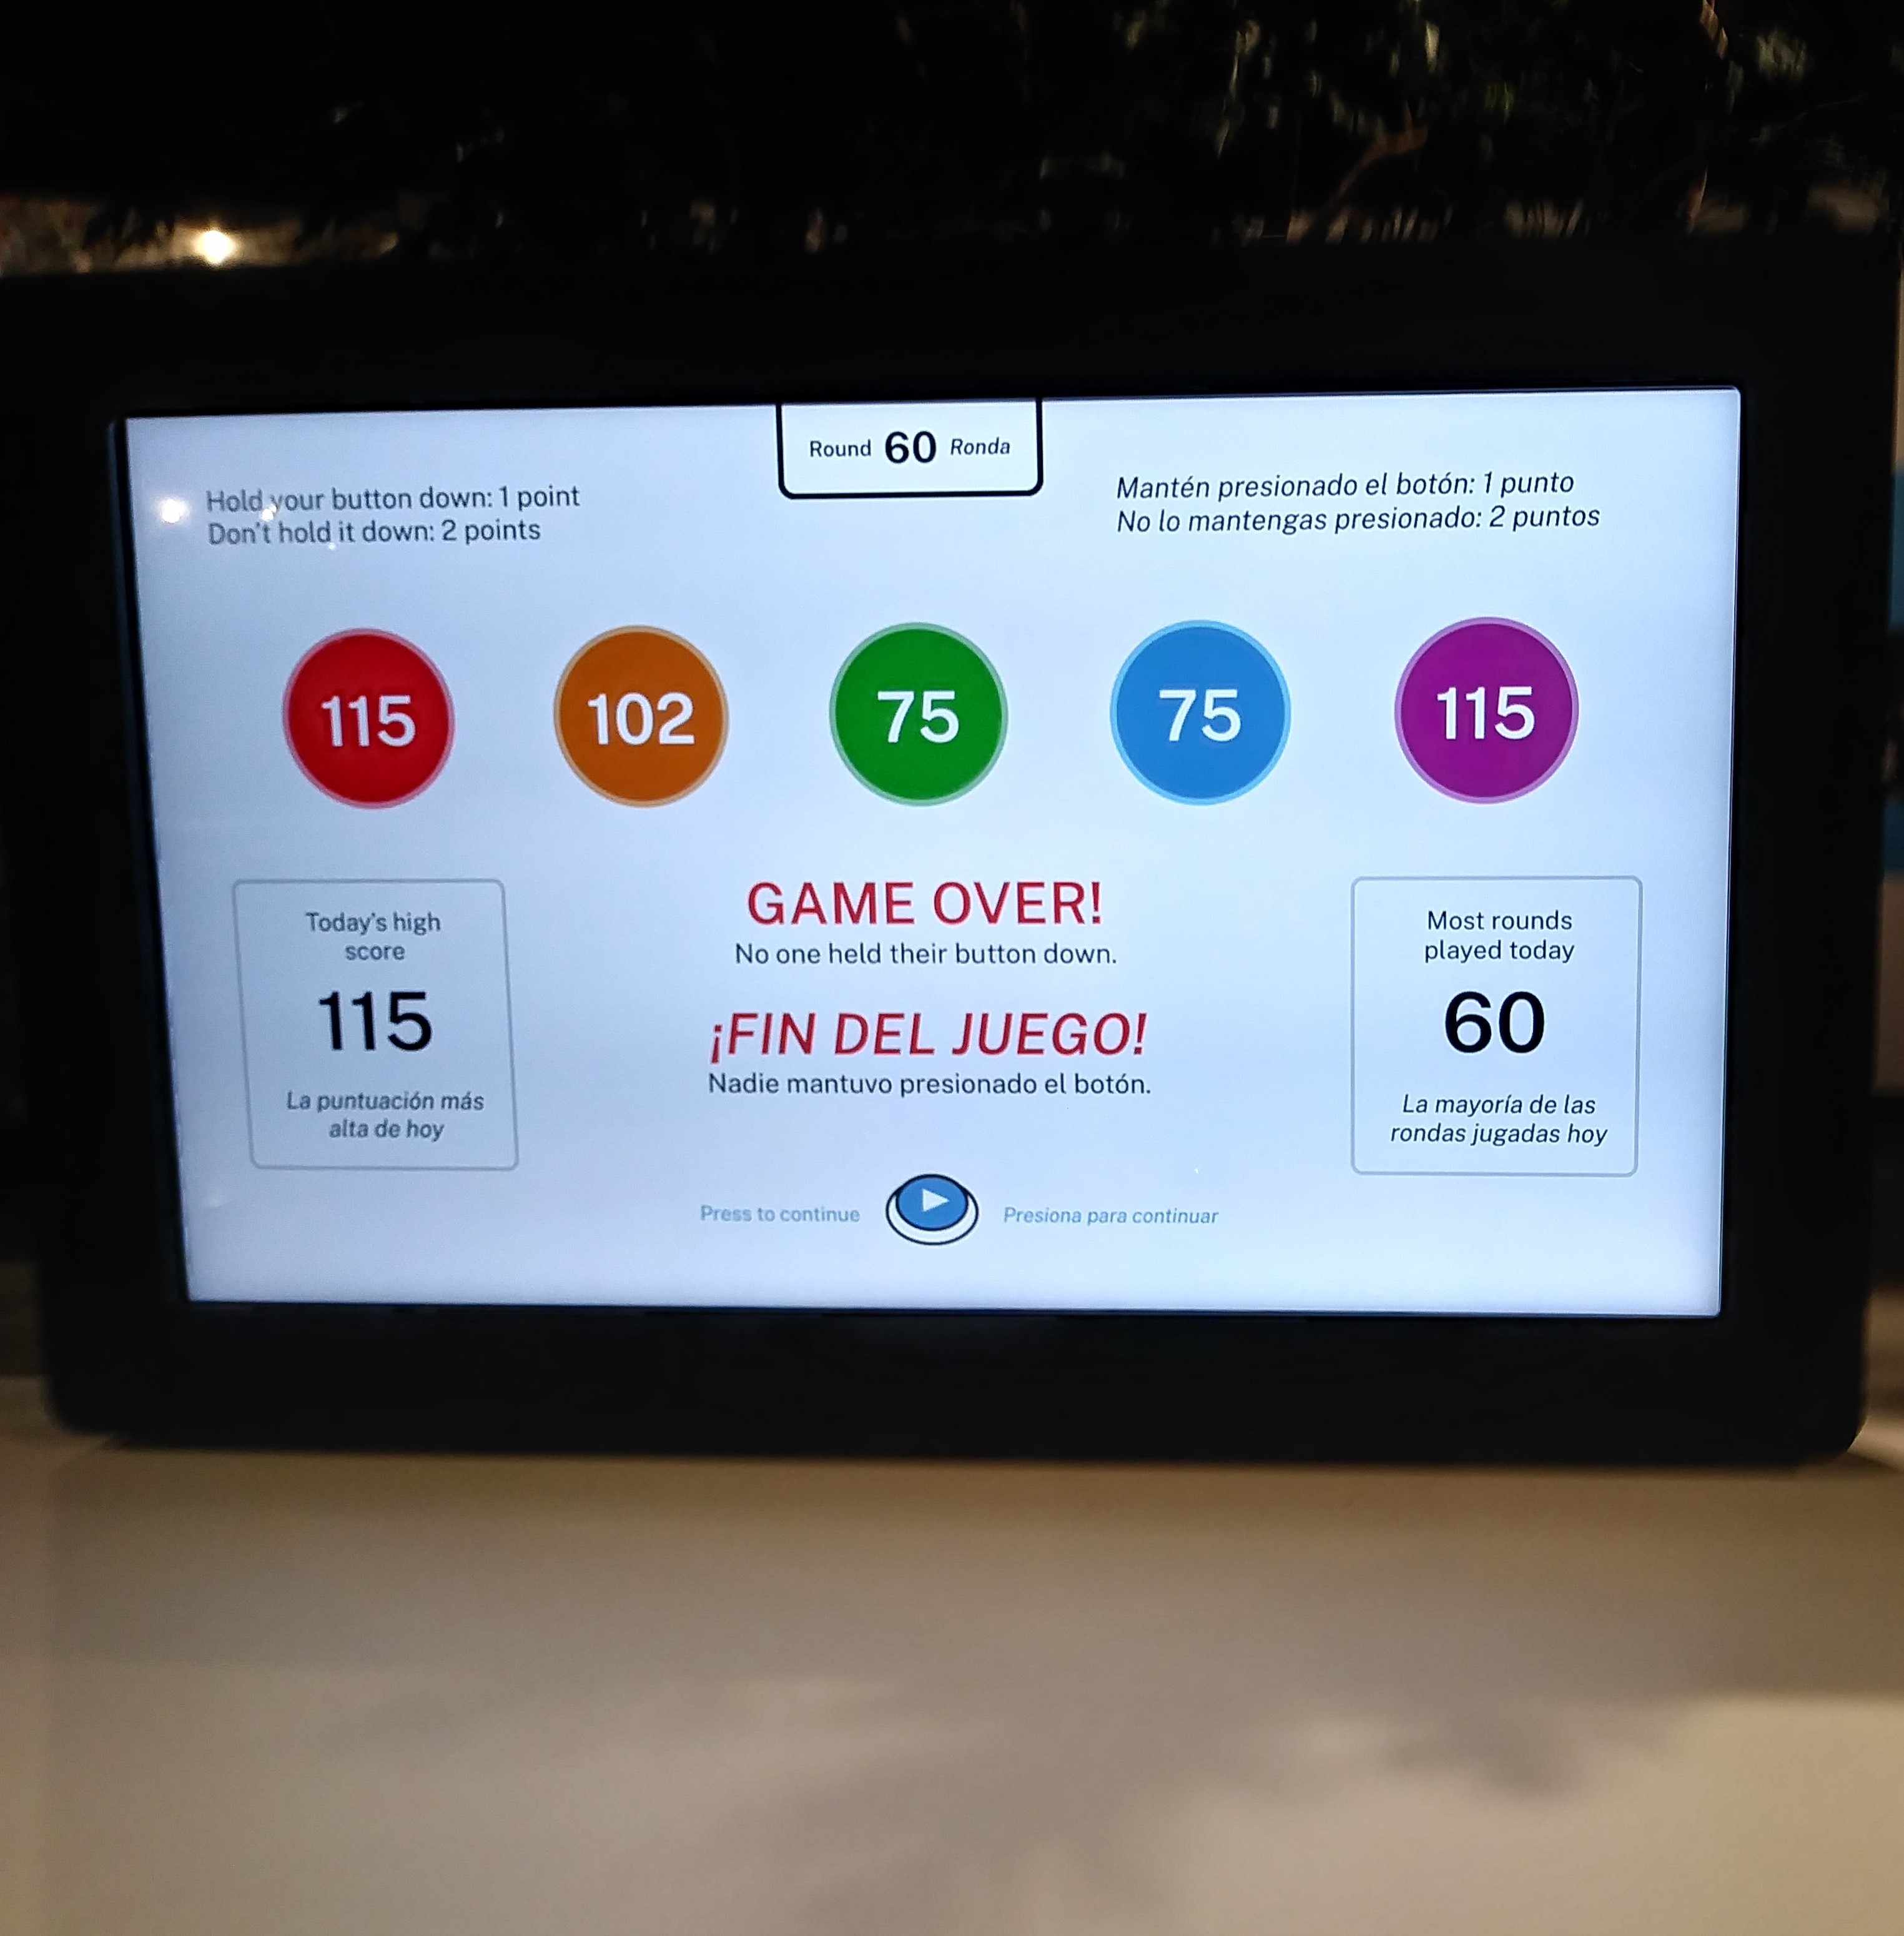 Round 60 Ronda
Hold your button down: 1 point
Don't hold it down: 2 points
Mantén presionado el botón: 1 punto
No lo mantengas presionado: 2 puntos
115 102 75 75 115
Today's high
score
115
La puntuación más
alta de hoy
GAME OVER!
No one held their button down.
¡FIN DEL JUEGO!
Nadie mantuvo presionado el botón.
Most rounds
played today
60
La mayoría de las
rondas jugadas hoy
Press to continue Presiona para continuar